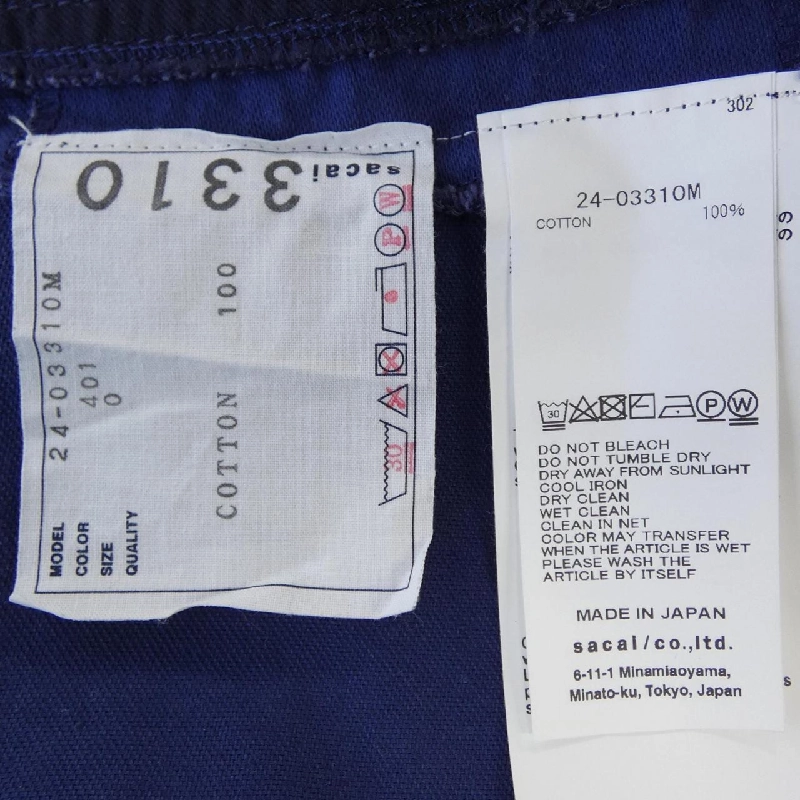 sacai
3310
MODEL 24-03310M
COLOR 401
SIZE 0
QUALITY
COTTON 100
W
P
30
302
24-03310M
COTTON 100%
30 P W
DO NOT BLEACH
DO NOT TUMBLE DRY
DRY AWAY FROM SUNLIGHT
COOL IRON
DRY CLEAN
WET CLEAN
CLEAN IN NET
COLOR MAY TRANSFER
WHEN THE ARTICLE IS WET
PLEASE WASH THE
ARTICLE BY ITSELF
MADE IN JAPAN
sacai/co.,ltd.
6-11-1 Minamiaoyama,
Minato-ku, Tokyo, Japan